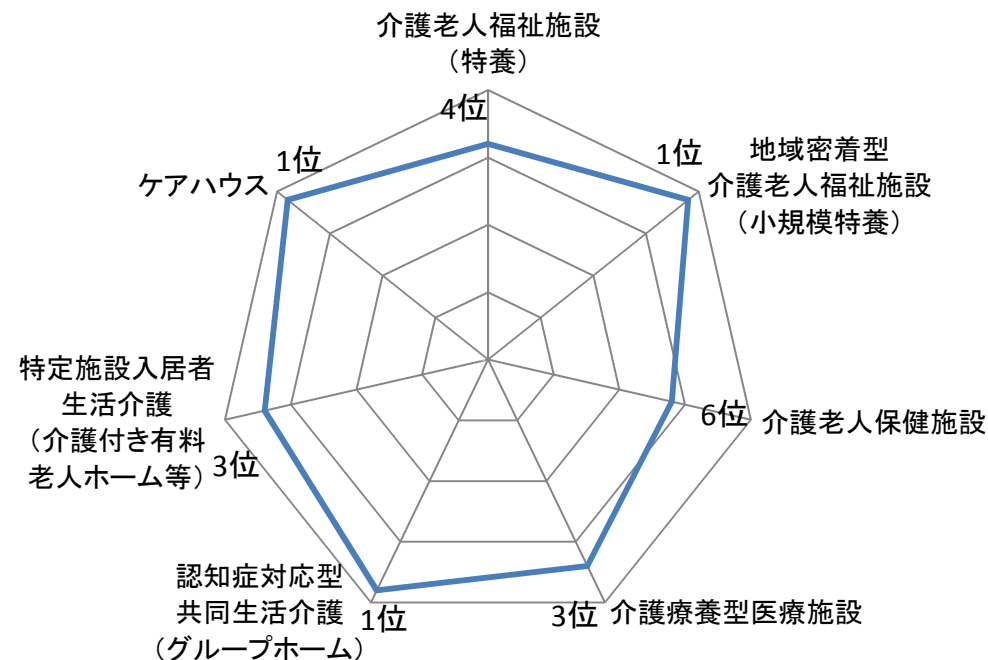 介護老人福祉施設
（特養）
4位
1位
地域密着型
介護老人福祉施設
（小規模特養）
6位
介護老人保健施設
3位
介護療養型医療施設
認知症対応型
共同生活介護
（グループホーム）
1位
特定施設入居者
生活介護
（介護付き有料
老人ホーム等）
3位
ケアハウス
1位